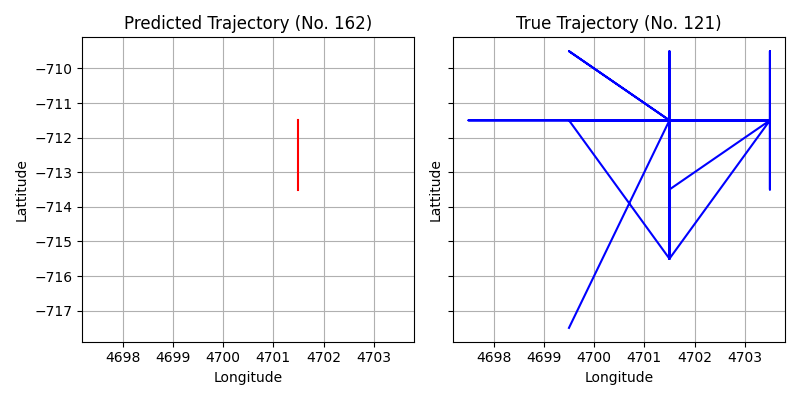 Predicted Trajectory (No. 162)
Lattitude
−710
−711
−712
−713
−714
−715
−716
−717
4698 4699 4700 4701 4702 4703
Longitude
True Trajectory (No. 121)
Lattitude
4698 4699 4700 4701 4702 4703
Longitude